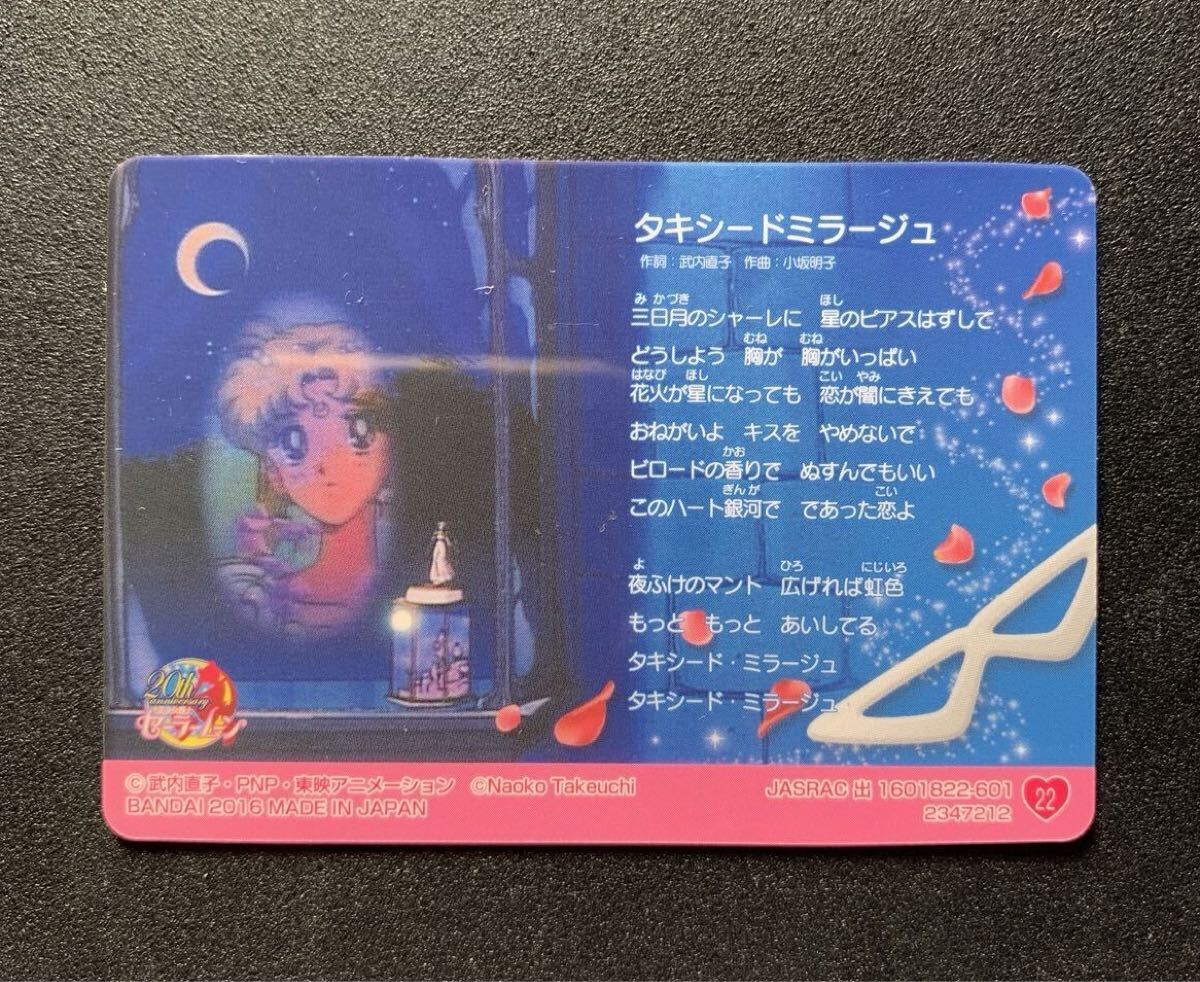 タキシードミラージュ
作詞：武内直子　作曲：小坂明子
みかづき　ほし
三日月のシャーレに　星のピアスはずして
むね　むね
どうしよう　胸が　胸がいっぱい
はなび　ほし　こい　やみ
花火が星になっても　恋が闇にきえても
おねがいよ　キスを　やめないで
かお
ビロードの香りで　ぬすんでもいい
ぎんが　こい
このハート銀河で　であった恋よ
よ　ひろ　にじいろ
夜ふけのマント　広げれば虹色
もっと　もっと　あいしてる
タキシード・ミラージュ
タキシード・ミラージュ
20th
anniversary
セーラームーン
© 武内直子・PNP・東映アニメーション　©Naoko Takeuchi
BANDAI 2016 MADE IN JAPAN
JASRAC 出 1601822-601
2347212
22